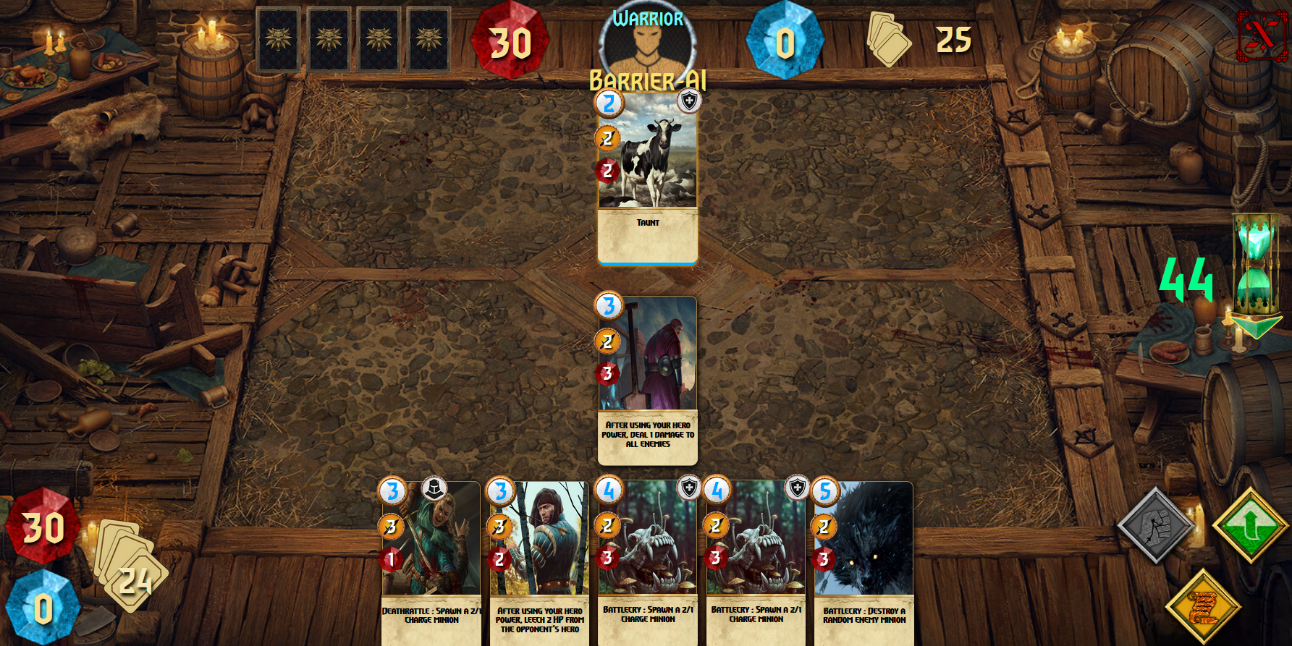 30
Warrior
0
25
Barrier-AI
2
2
2
Taunt
44
3
2
3
After using your hero
power, deal 1 damage to
all enemies
3
3
1
Deathrattle : Spawn a 2/1
charge minion
3
3
2
After using your hero
power, leech 2 HP from
the opponent's hero
4
2
3
Battlecry : Spawn a 2/1
charge minion
4
2
3
Battlecry : Spawn a 2/1
charge minion
5
2
3
Battlecry : Destroy a
random enemy minion
30
24
0